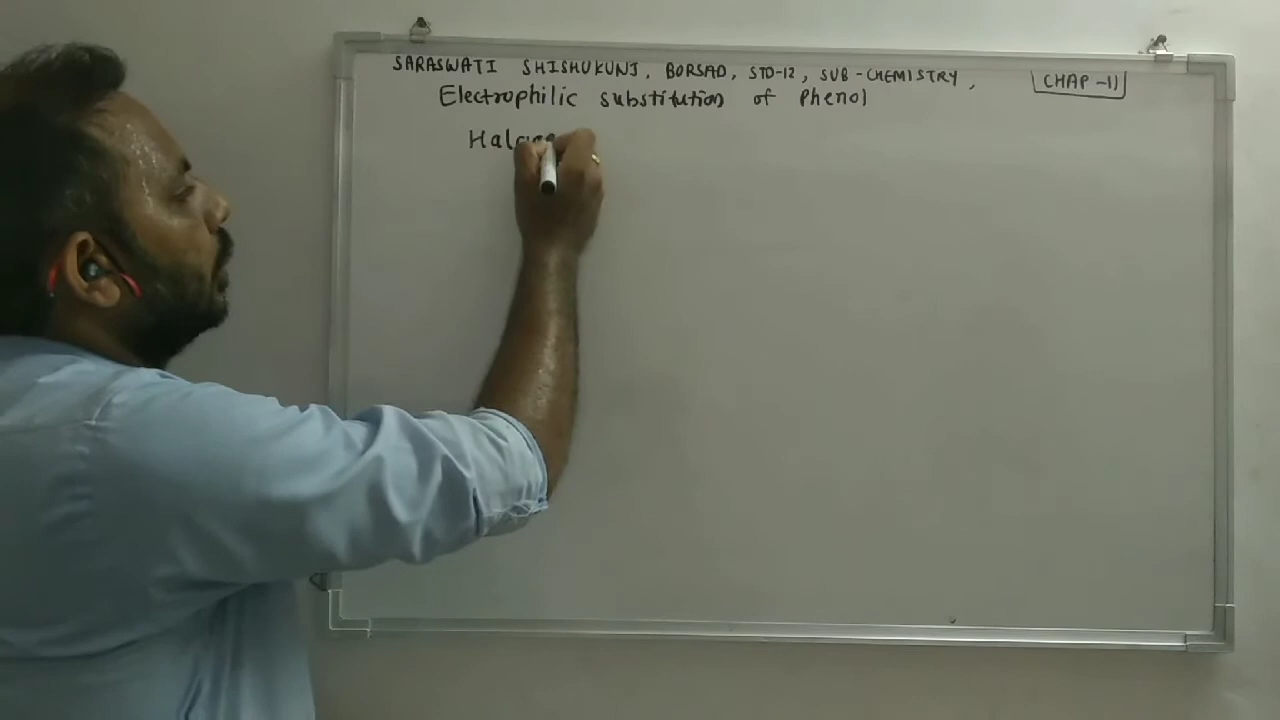 SARASWATI SHISHUKUNJ, BORSAD, STD-12, SUB-CHEMISTRY, CHAP-11
Electrophilic substitution of Phenol